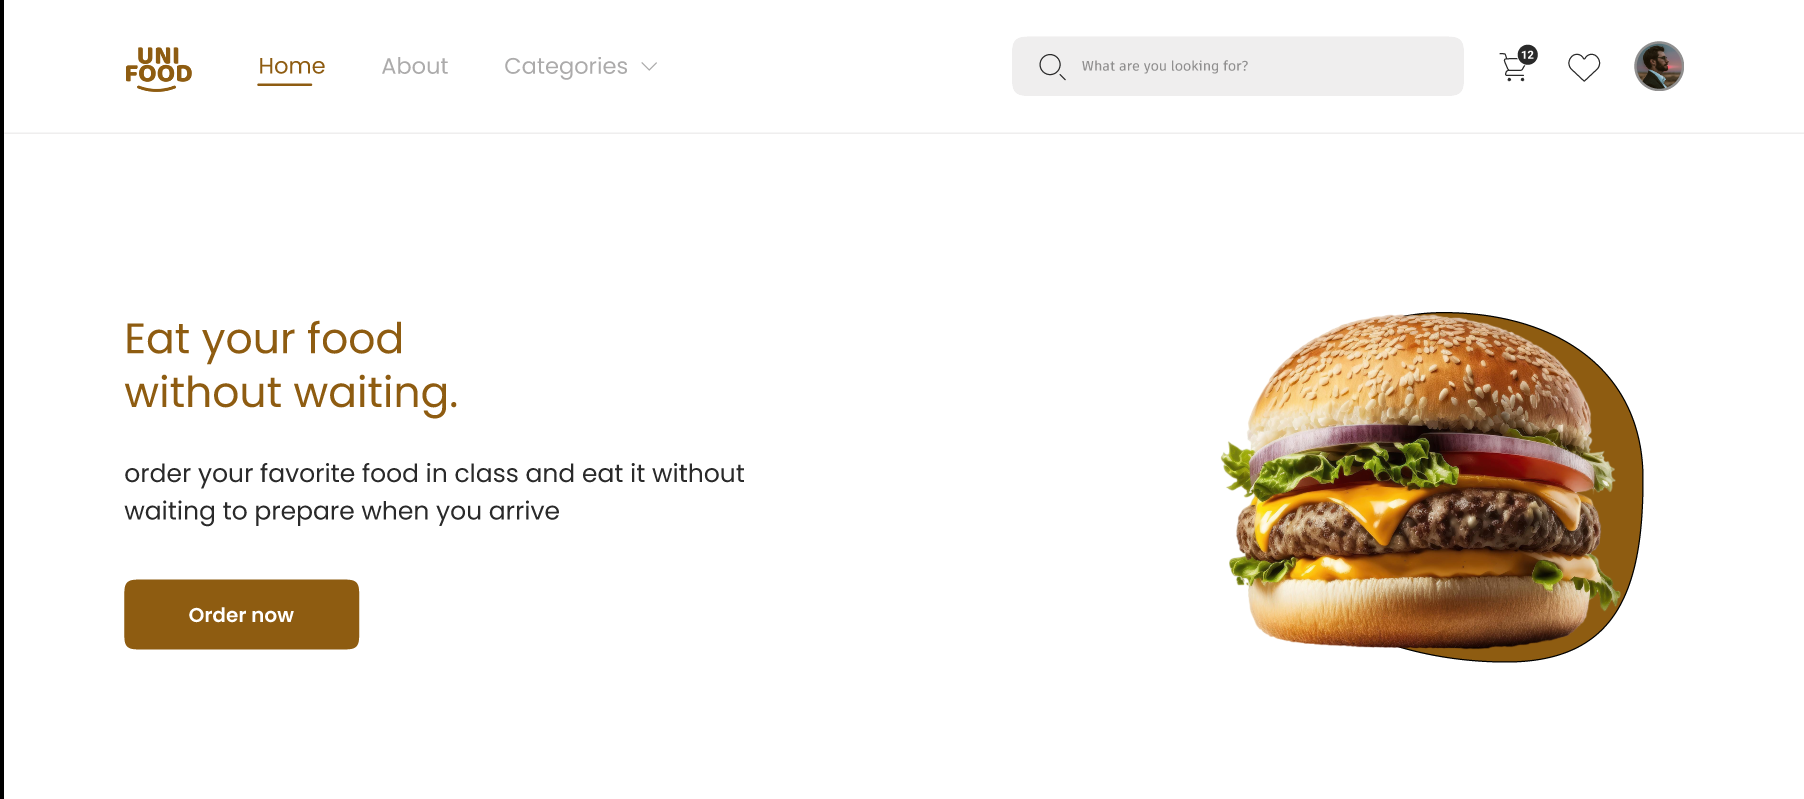 UNI
FOOD
Home
About
Categories
What are you looking for?
12
Eat your food
without waiting.
order your favorite food in class and eat it without
waiting to prepare when you arrive
Order now